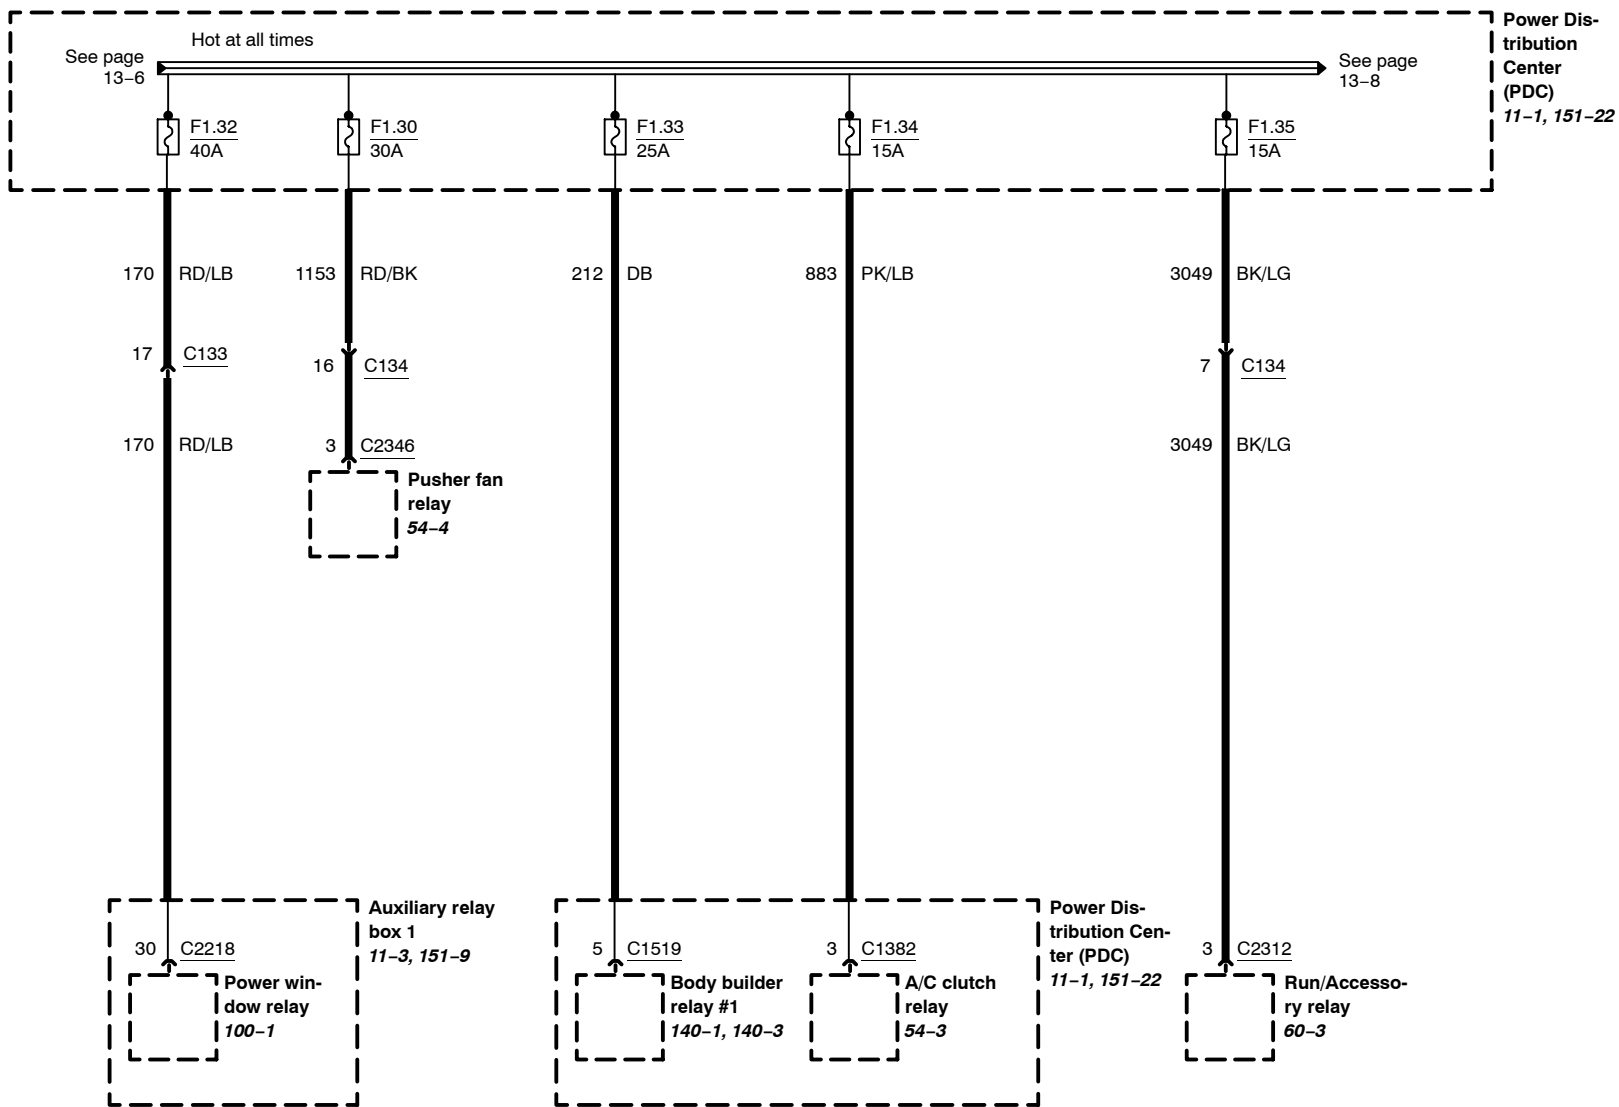 Hot at all times
See page
13–6
See page
13–8
Power Dis-
tribution
Center
(PDC)
11–1, 151–22
F1.32
40A
F1.30
30A
F1.33
25A
F1.34
15A
F1.35
15A
170 RD/LB
1153 RD/BK
212 DB
883 PK/LB
3049 BK/LG
17 C133
16 C134
7 C134
170 RD/LB
3 C2346
3049 BK/LG
Pusher fan
relay
54–4
Auxiliary relay
box 1
11–3, 151–9
Power Dis-
tribution Cen-
ter (PDC)
11–1, 151–22
30 C2218
5 C1519
3 C1382
3 C2312
Power win-
dow relay
100–1
Body builder
relay #1
140–1, 140–3
A/C clutch
relay
54–3
Run/Accesso-
ry relay
60–3